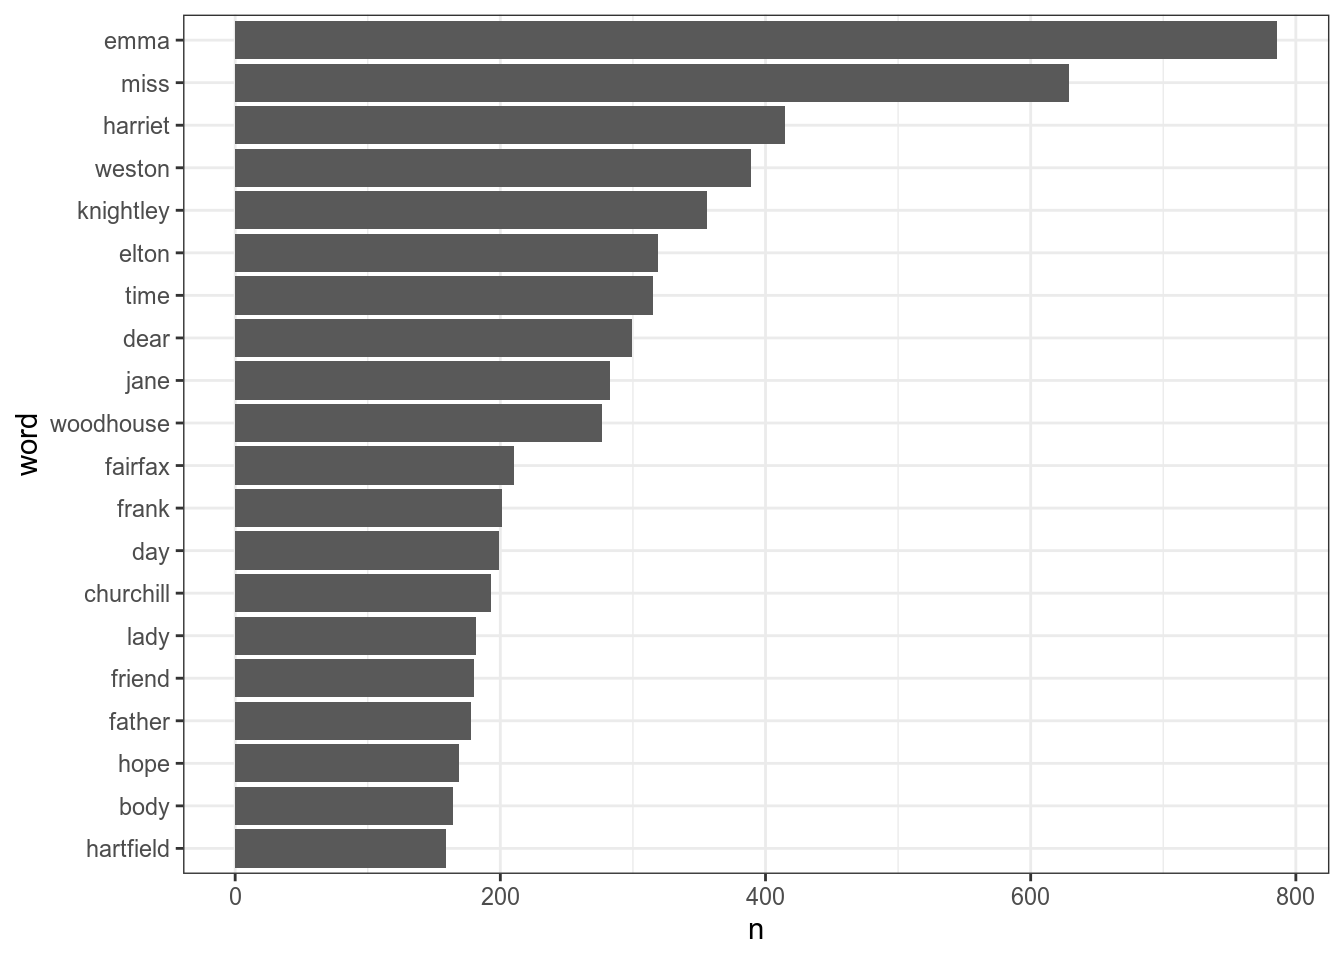 emma
miss
harriet
weston
knightley
elton
time
dear
jane
woodhouse
fairfax
frank
day
churchill
lady
friend
father
hope
body
hartfield
word
0 200 400 600 800
n